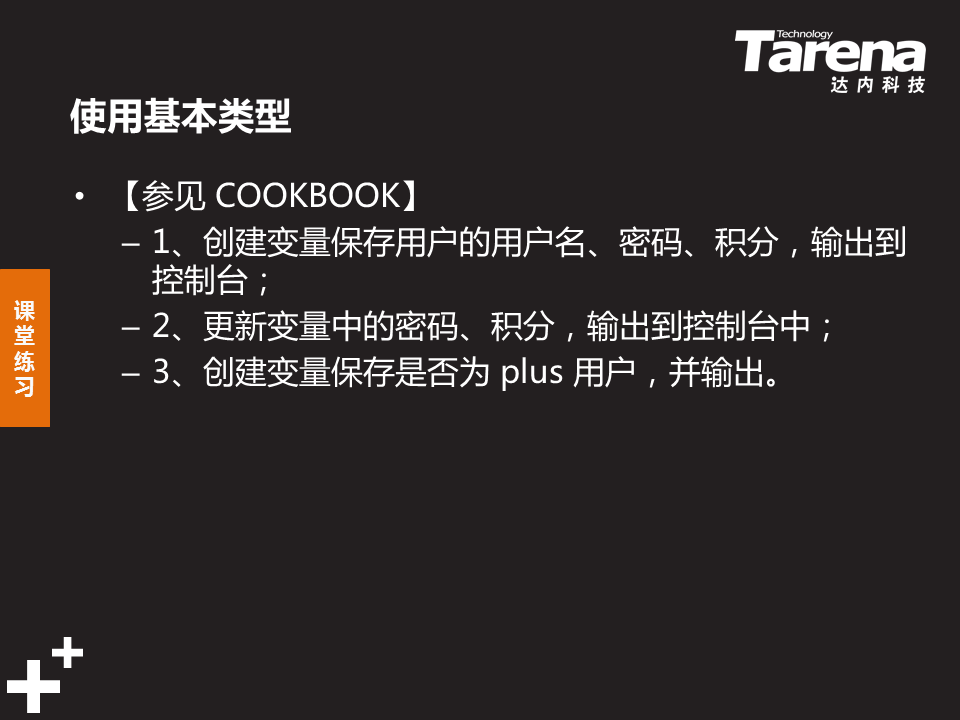 Technology
Tarena
达内科技
使用基本类型
• 【参见 COOKBOOK】
– 1、创建变量保存用户的用户名、密码、积分，输出到
控制台；
– 2、更新变量中的密码、积分，输出到控制台中；
– 3、创建变量保存是否为 plus 用户，并输出。
课
堂
练
习